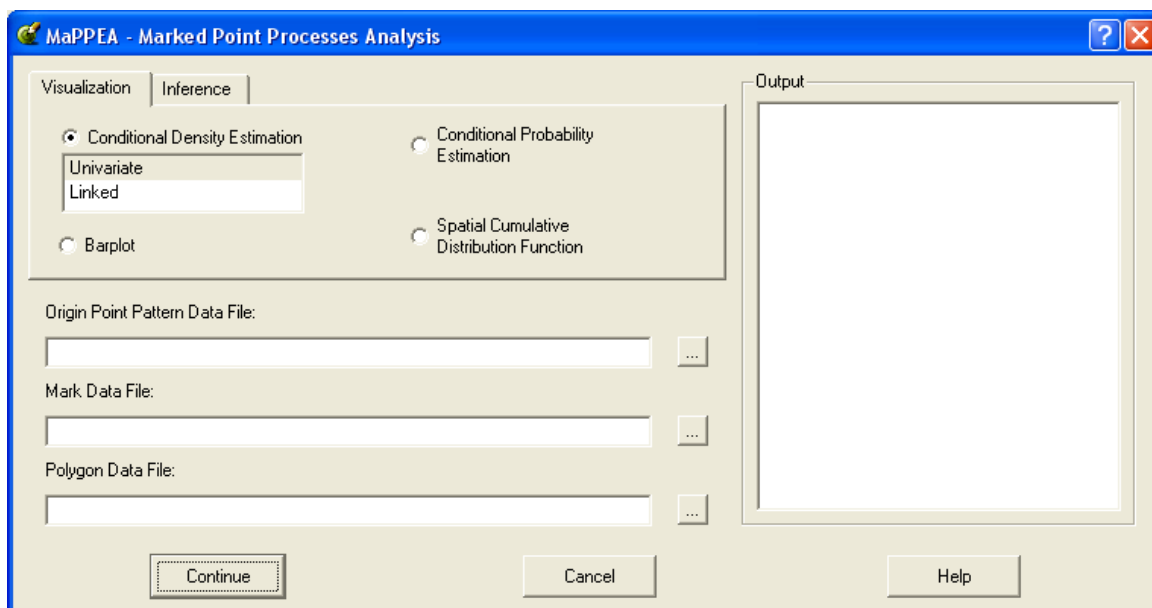 MaPPEA - Marked Point Processes Analysis
?
Visualization
Inference
Conditional Density Estimation
Univariate
Linked
Barplot
Conditional Probability
Estimation
Spatial Cumulative
Distribution Function
Origin Point Pattern Data File:
...
Mark Data File:
...
Polygon Data File:
...
Output
Continue
Cancel
Help